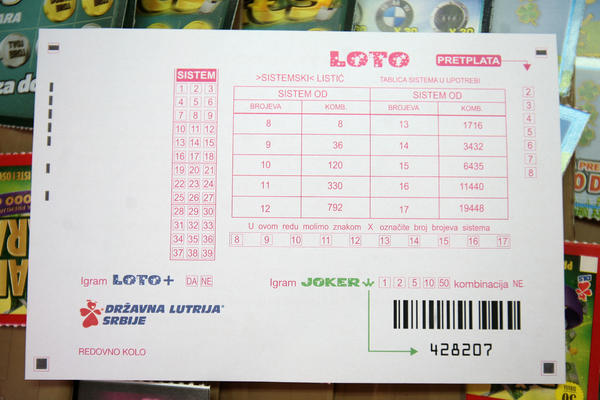 LOTO
PRETPLATA
SISTEM
1 2 3
4 5 6
7 8 9
10 11 12
13 14 15
16 17 18
19 20 21
22 23 24
25 26 27
28 29 30
31 32 33
34 35 36
37 38 39
>SISTEMSKI< LISTIĆ
TABLICA SISTEMA U UPOTREBI
SISTEM OD SISTEM OD
BROJEVA KOMB. BROJEVA KOMB.
8 8 13 1716
9 36 14 3432
10 120 15 6435
11 330 16 11440
12 792 17 19448
2
3
4
5
6
7
8
U ovom redu molimo znakom X označite broj brojeva sistema
8 9 10 11 12 13 14 15 16 17
Igram LOTO+ DA NE
Igram JOKER 1 2 5 10 50 kombinacija NE
DRŽAVNA LUTRIJA
SRBIJE
428207
REDOVNO KOLO